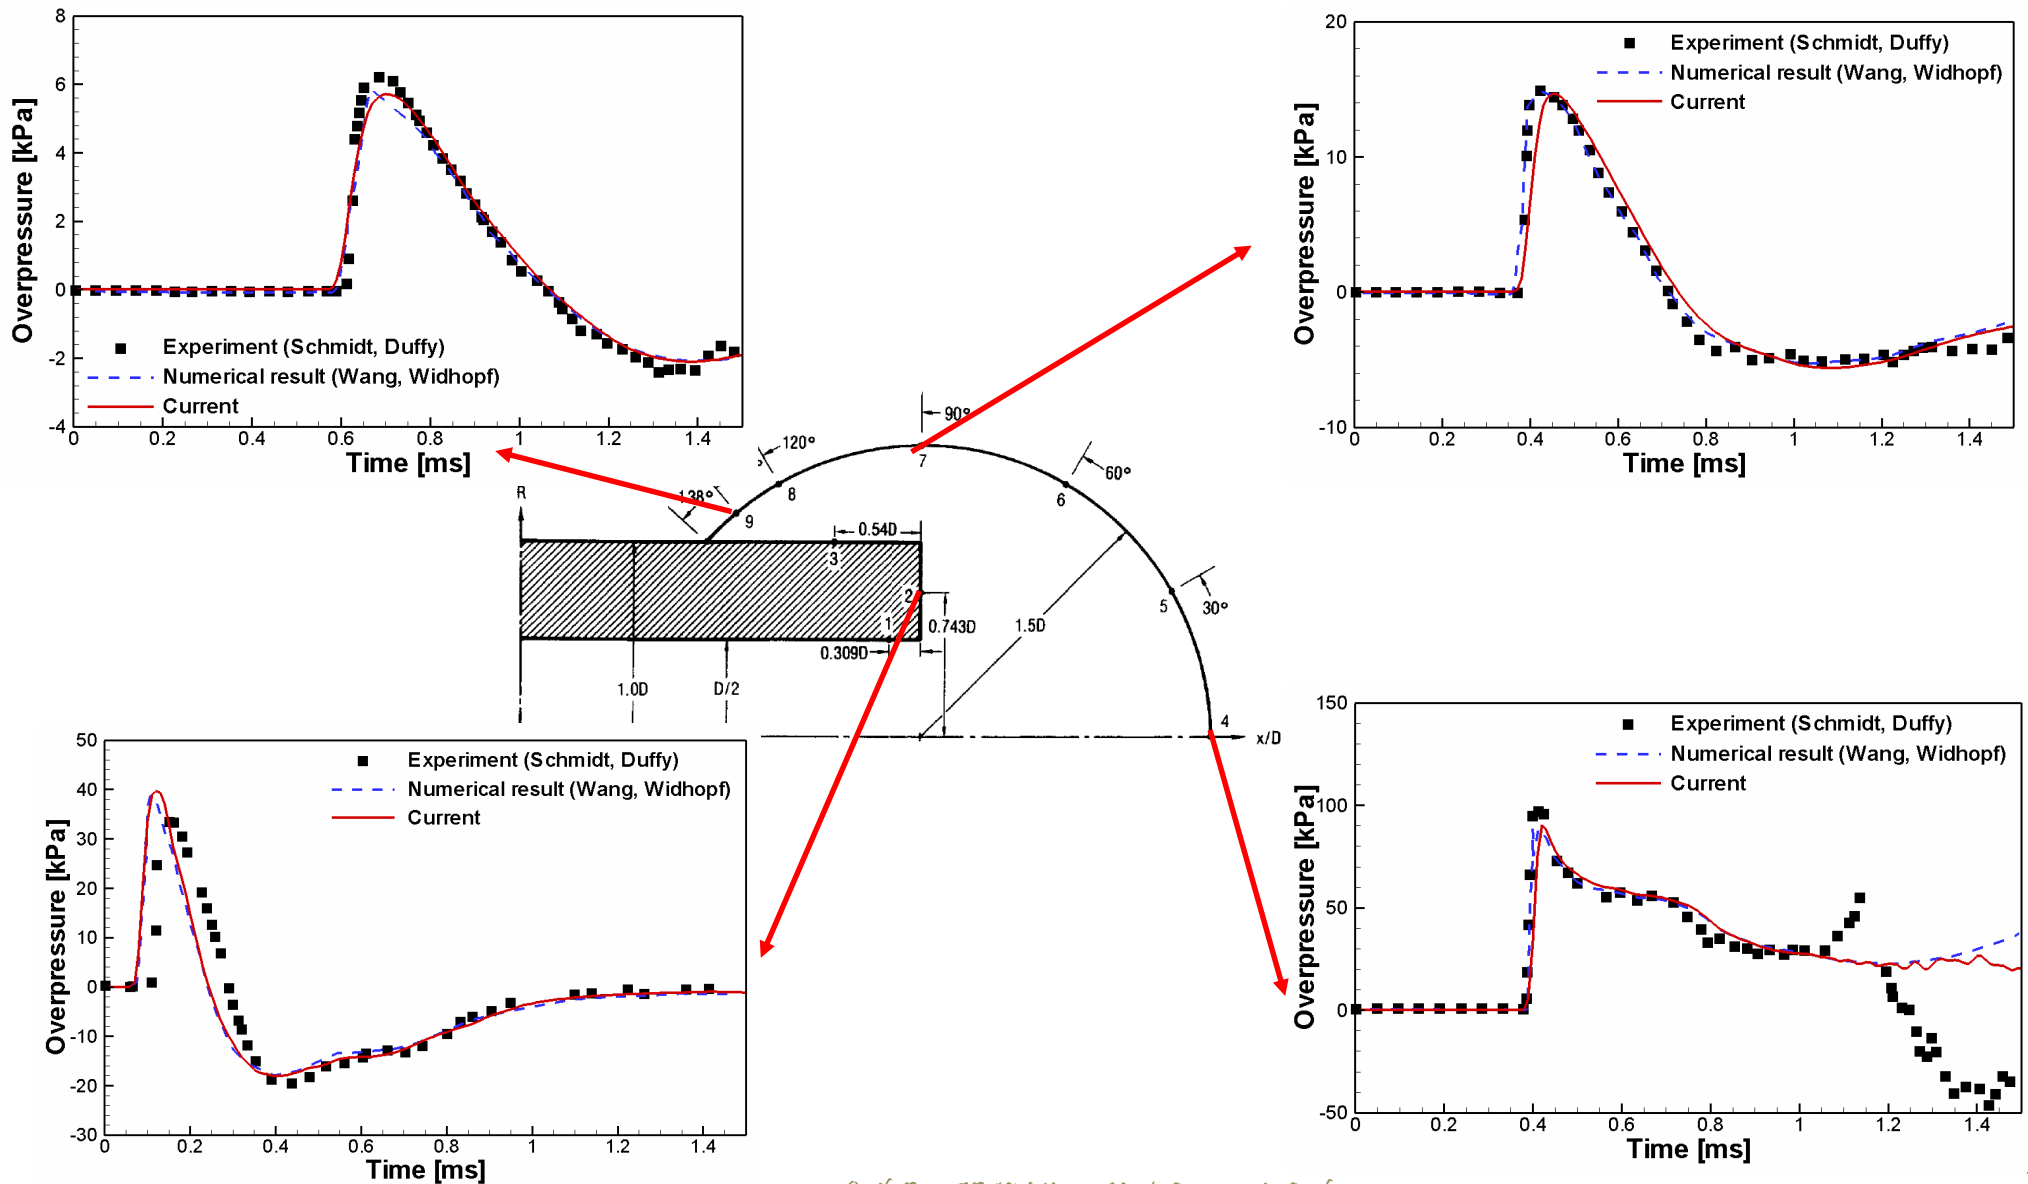 8
6
4
2
0
-2
-4
Overpressure [kPa]
Experiment (Schmidt, Duffy)
Numerical result (Wang, Widhopf)
Current
0 0.2 0.4 0.6 0.8 1 1.2 1.4
Time [ms]
20
10
0
-10
Overpressure [kPa]
Experiment (Schmidt, Duffy)
Numerical result (Wang, Widhopf)
Current
0 0.2 0.4 0.6 0.8 1 1.2 1.4
Time [ms]
90°
120°
7
60°
138°
8
6
R
9
0.54D
3
2
5
30°
1
0.743D
1.5D
0.309D
1.0D
D/2
4
x/D
50
40
30
20
10
0
-10
-20
-30
Overpressure [kPa]
Experiment (Schmidt, Duffy)
Numerical result (Wang, Widhopf)
Current
0 0.2 0.4 0.6 0.8 1 1.2 1.4
Time [ms]
150
100
50
0
-50
Overpressure [kPa]
Experiment (Schmidt, Duffy)
Numerical result (Wang, Widhopf)
Current
0 0.2 0.4 0.6 0.8 1 1.2 1.4
Time [ms]